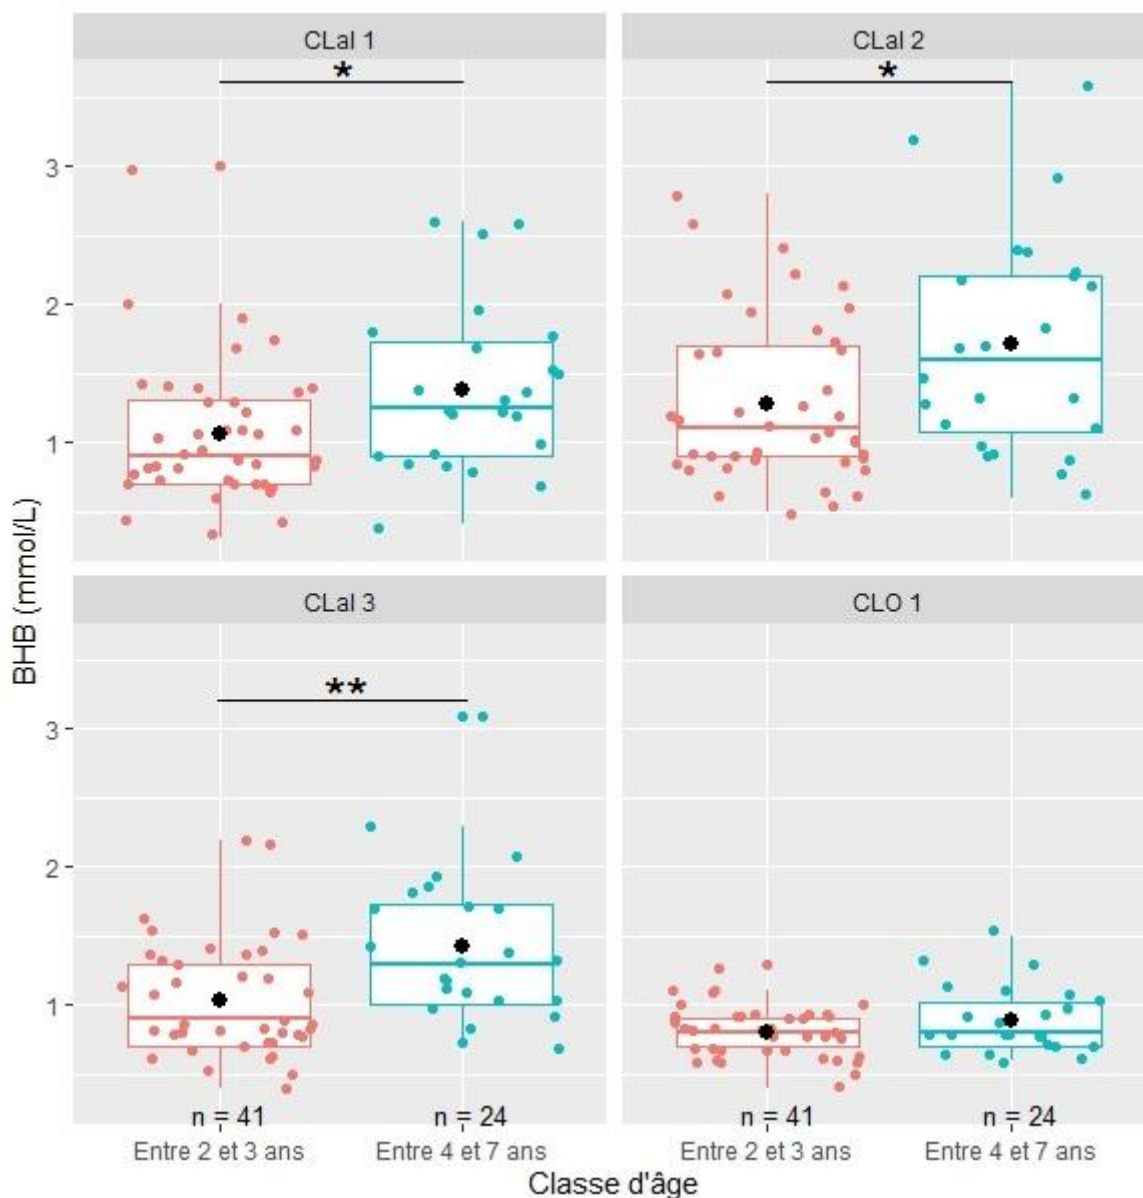 CLal 1
CLal 2
*
*
3
2
1
BHB (mmol/L)
CLal 3
CLO 1
**
3
2
1
n = 41
n = 24
n = 41
n = 24
Entre 2 et 3 ans
Entre 4 et 7 ans
Entre 2 et 3 ans
Entre 4 et 7 ans
Classe d'âge